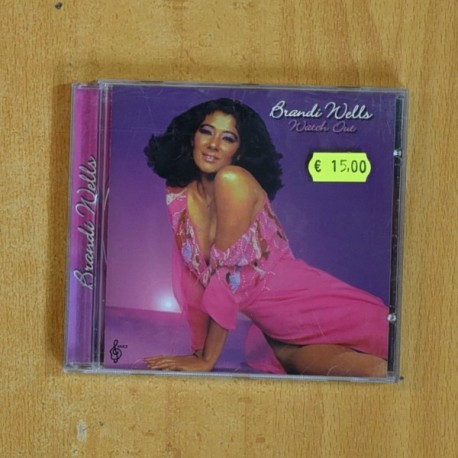 Brandi Wells
Watch Out
€ 15.00
Brandi Wells